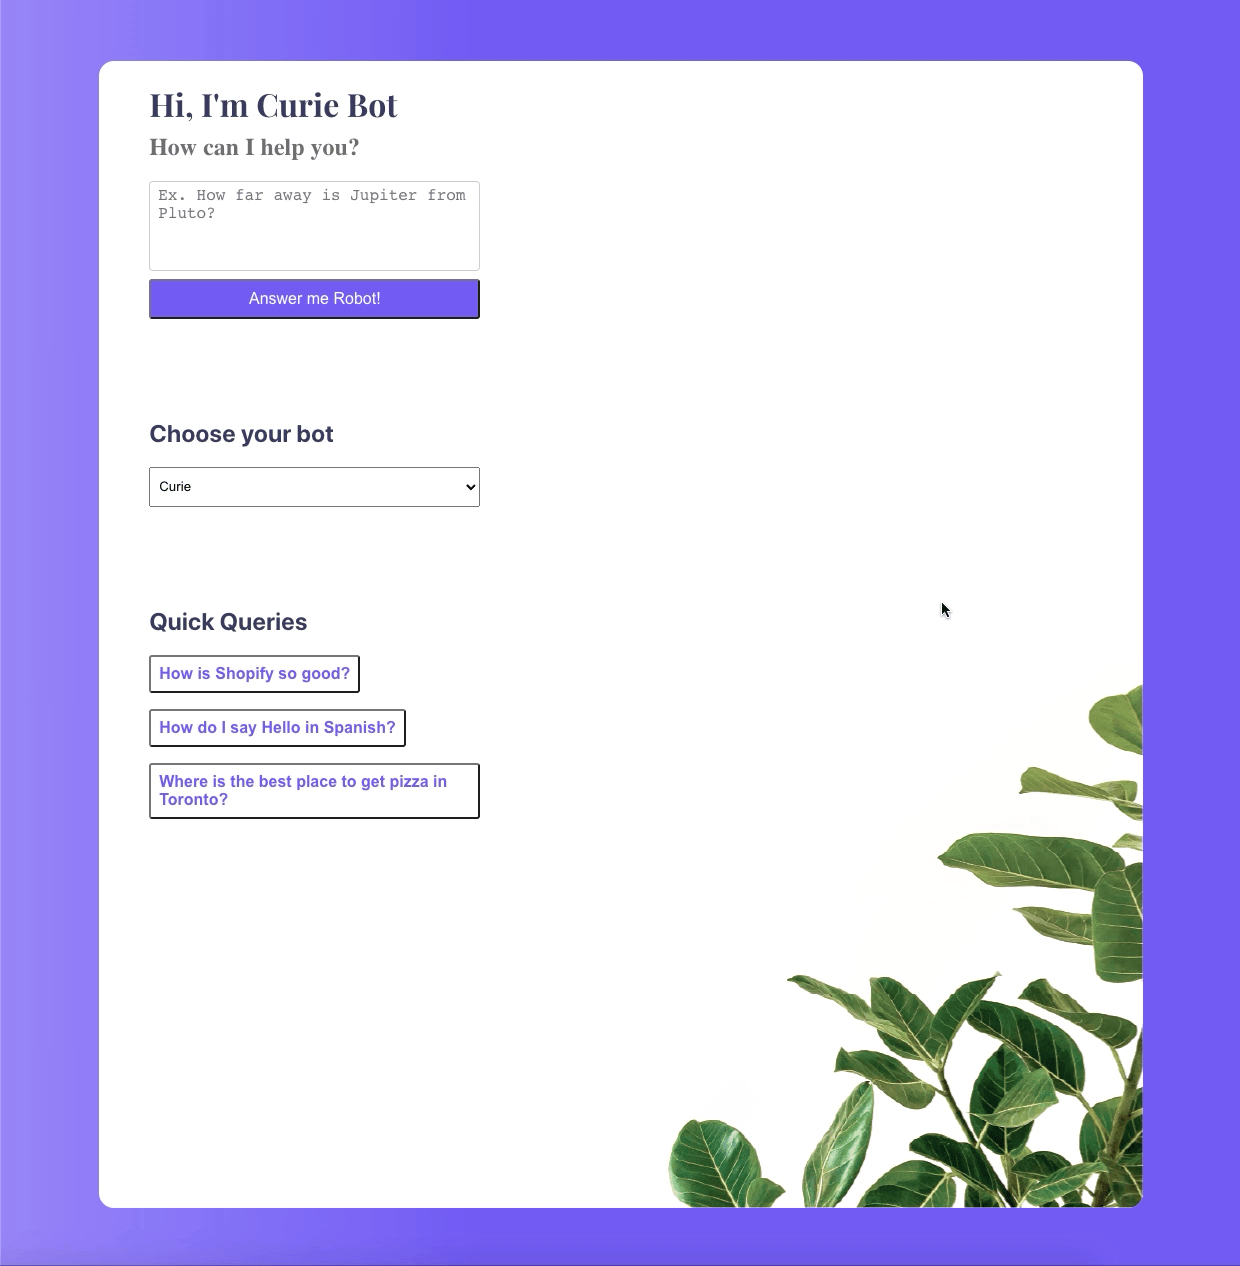 Hi, I'm Curie Bot
How can I help you?
Ex. How far away is Jupiter from
Pluto?
Answer me Robot!
Choose your bot
Curie
Quick Queries
How is Shopify so good?
How do I say Hello in Spanish?
Where is the best place to get pizza in
Toronto?